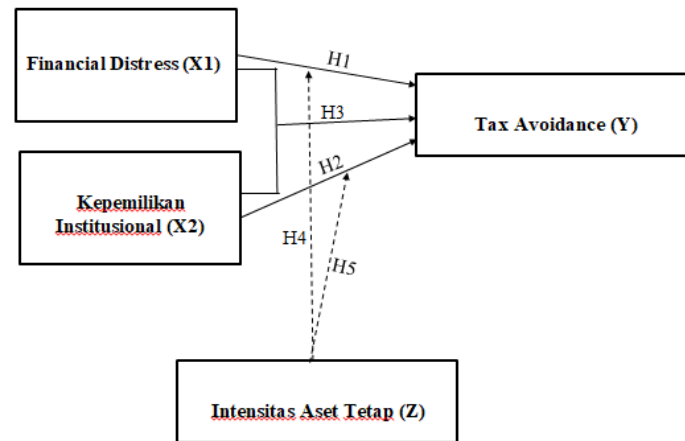 Financial Distress (X1)
H1
Tax Avoidance (Y)
H3
H2
Kepemilikan
Institusional (X2)
H4
H5
Intensitas Aset Tetap (Z)